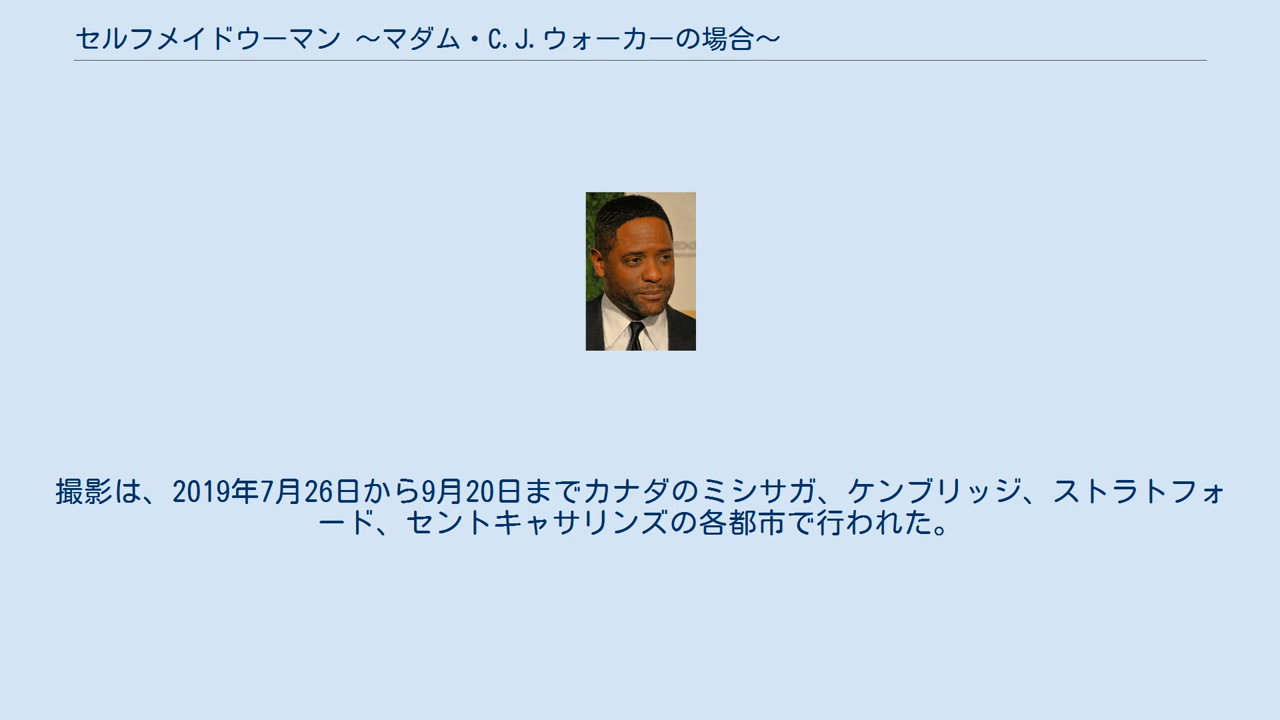 セルフメイドウーマン ～マダム・C.J.ウォーカーの場合～
撮影は、2019年7月26日から9月20日までカナダのミシサガ、ケンブリッジ、ストラトフォ
ード、セントキャサリンズの各都市で行われた。